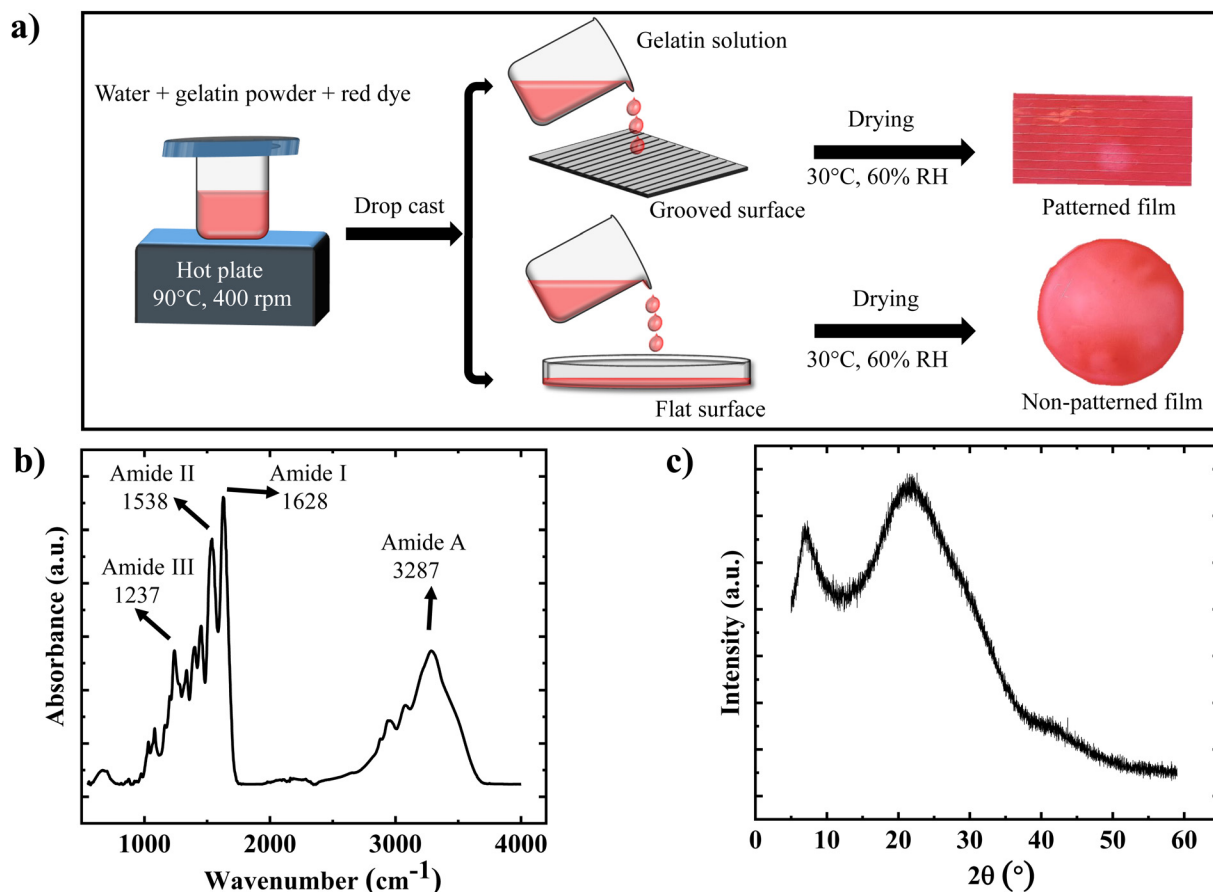 a)
Water + gelatin powder + red dye
Hot plate
90°C, 400 rpm
Drop cast
Gelatin solution
Grooved surface
Drying
30°C, 60% RH
Patterned film
Flat surface
Drying
30°C, 60% RH
Non-patterned film
b)
Amide II
1538
Amide I
1628
Amide III
1237
Amide A
3287
Absorbance (a.u.)
1000 2000 3000 4000
Wavenumber (cm⁻¹)
c)
Intensity (a.u.)
0 10 20 30 40 50 60
2θ (°)